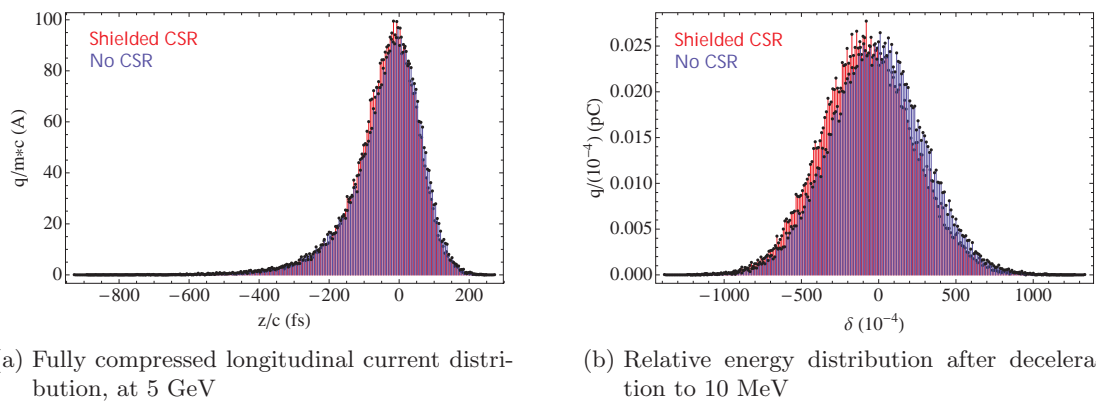 Shielded CSR
No CSR
q/m*c (A)
100
80
60
40
20
0
−800
−600
−400
−200
0
200
z/c (fs)
Shielded CSR
No CSR
q/(10⁻⁴) (pC)
0.025
0.020
0.015
0.010
0.005
0.000
−1000
−500
0
500
1000
δ (10⁻⁴)
(a) Fully compressed longitudinal current distri-
bution, at 5 GeV
(b) Relative energy distribution after decelera-
tion to 10 MeV